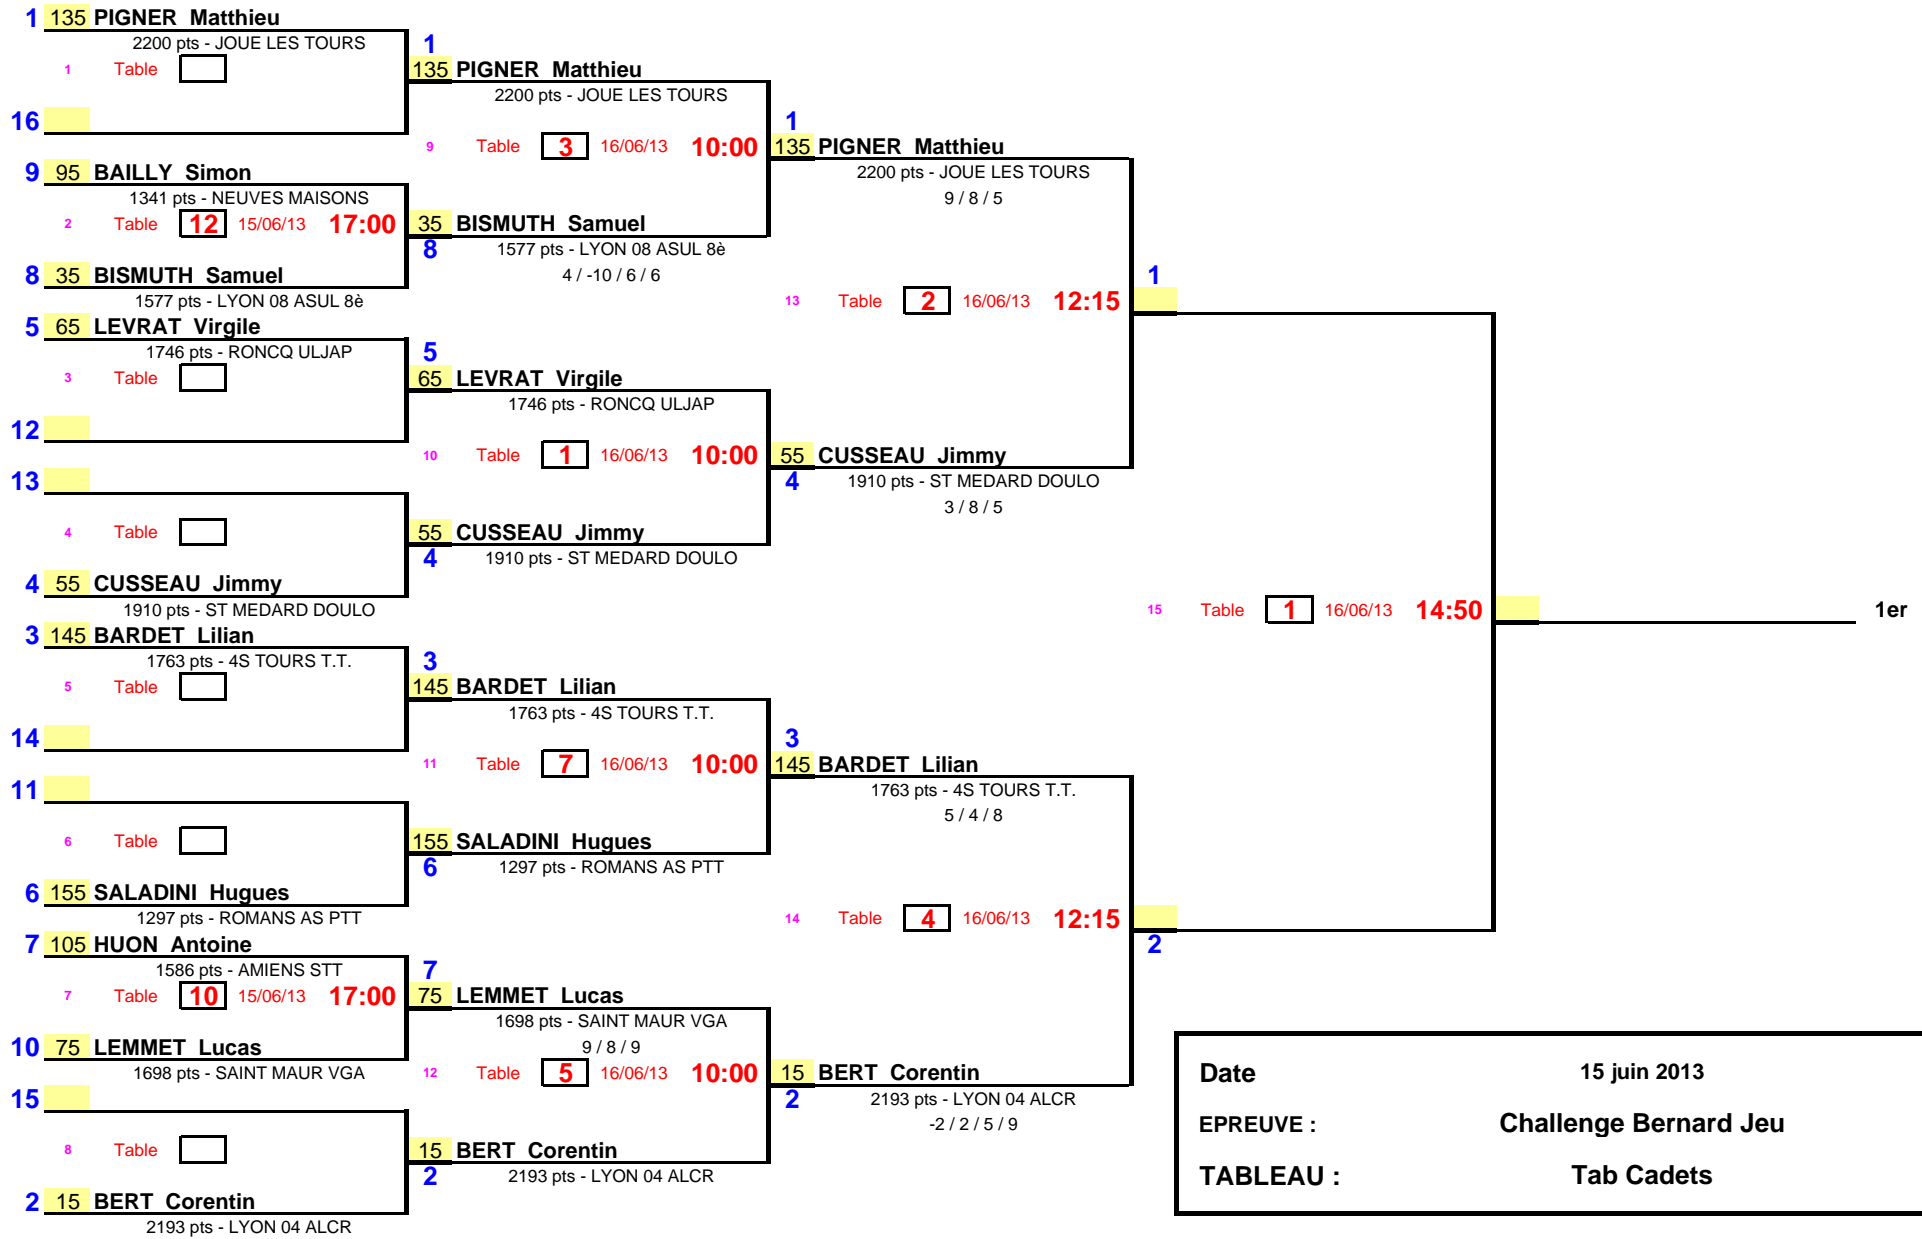 1 135 PIGNER Matthieu
2200 pts - JOUE LES TOURS
1 Table
16
9 95 BAILLY Simon
1341 pts - NEUVES MAISONS
2 Table 12 15/06/13 17:00
8 35 BISMUTH Samuel
1577 pts - LYON 08 ASUL 8è
5 65 LEVRAT Virgile
1746 pts - RONCQ ULJAP
3 Table
12
13
4 Table
4 55 CUSSEAU Jimmy
1910 pts - ST MEDARD DOULO
3 145 BARDET Lilian
1763 pts - 4S TOURS T.T.
5 Table
14
11
6 Table
6 155 SALADINI Hugues
1297 pts - ROMANS AS PTT
7 105 HUON Antoine
1586 pts - AMIENS STT
7 Table 10 15/06/13 17:00
10 75 LEMMET Lucas
1698 pts - SAINT MAUR VGA
15
8 Table
2 15 BERT Corentin
2193 pts - LYON 04 ALCR
1
135 PIGNER Matthieu
2200 pts - JOUE LES TOURS
9 Table 3 16/06/13 10:00
35 BISMUTH Samuel
8
1577 pts - LYON 08 ASUL 8è
4 / -10 / 6 / 6
5
65 LEVRAT Virgile
1746 pts - RONCQ ULJAP
10 Table 1 16/06/13 10:00
55 CUSSEAU Jimmy
4
1910 pts - ST MEDARD DOULO
3
145 BARDET Lilian
1763 pts - 4S TOURS T.T.
11 Table 7 16/06/13 10:00
155 SALADINI Hugues
6
1297 pts - ROMANS AS PTT
7
75 LEMMET Lucas
1698 pts - SAINT MAUR VGA
9 / 8 / 9
12 Table 5 16/06/13 10:00
15 BERT Corentin
2
2193 pts - LYON 04 ALCR
1
135 PIGNER Matthieu
2200 pts - JOUE LES TOURS
9 / 8 / 5
13 Table 2 16/06/13 12:15
55 CUSSEAU Jimmy
4
1910 pts - ST MEDARD DOULO
3 / 8 / 5
3
145 BARDET Lilian
1763 pts - 4S TOURS T.T.
5 / 4 / 8
14 Table 4 16/06/13 12:15
15 BERT Corentin
2
2193 pts - LYON 04 ALCR
-2 / 2 / 5 / 9
1
15 Table 1 16/06/13 14:50
2
1er
Date 15 juin 2013
EPREUVE : Challenge Bernard Jeu
TABLEAU : Tab Cadets